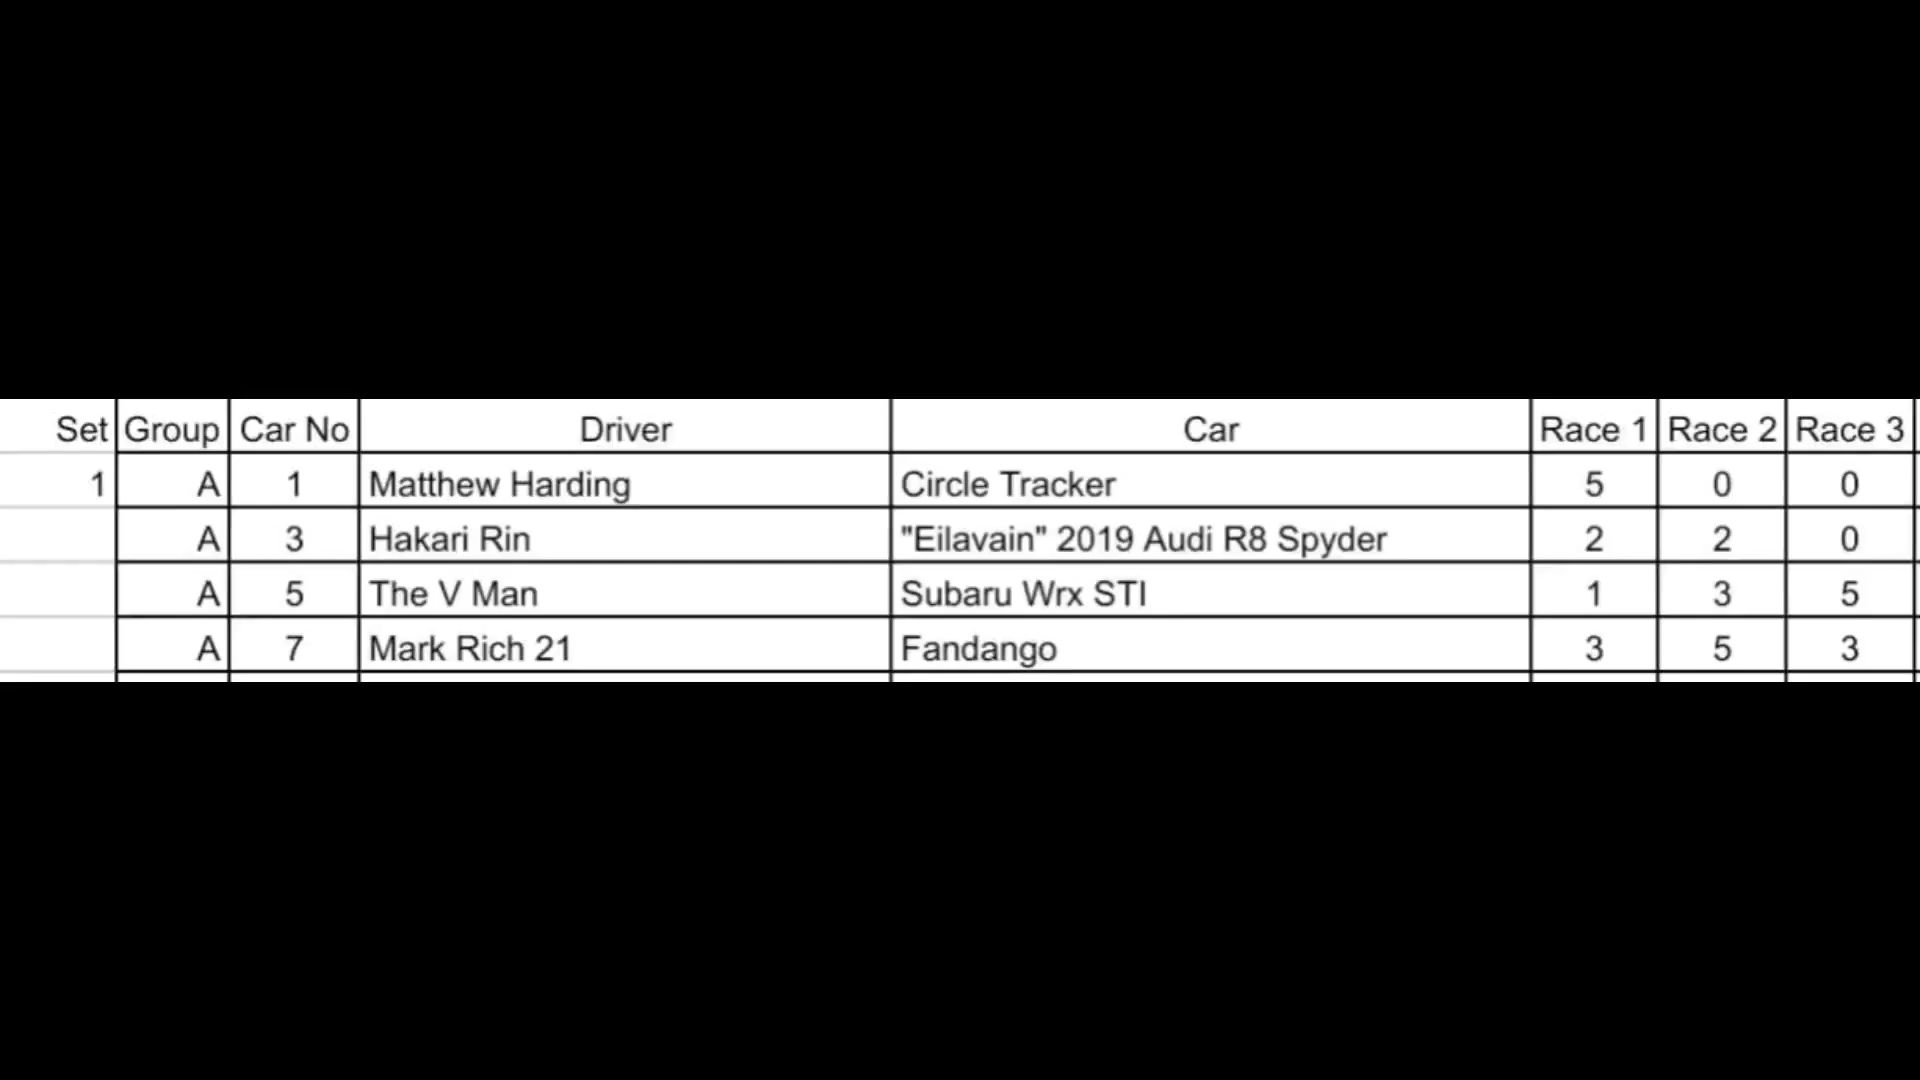 Set Group Car No Driver Car Race 1 Race 2 Race 3
1 A 1 Matthew Harding Circle Tracker 5 0 0
A 3 Hakari Rin "Eilavain" 2019 Audi R8 Spyder 2 2 0
A 5 The V Man Subaru Wrx STI 1 3 5
A 7 Mark Rich 21 Fandango 3 5 3